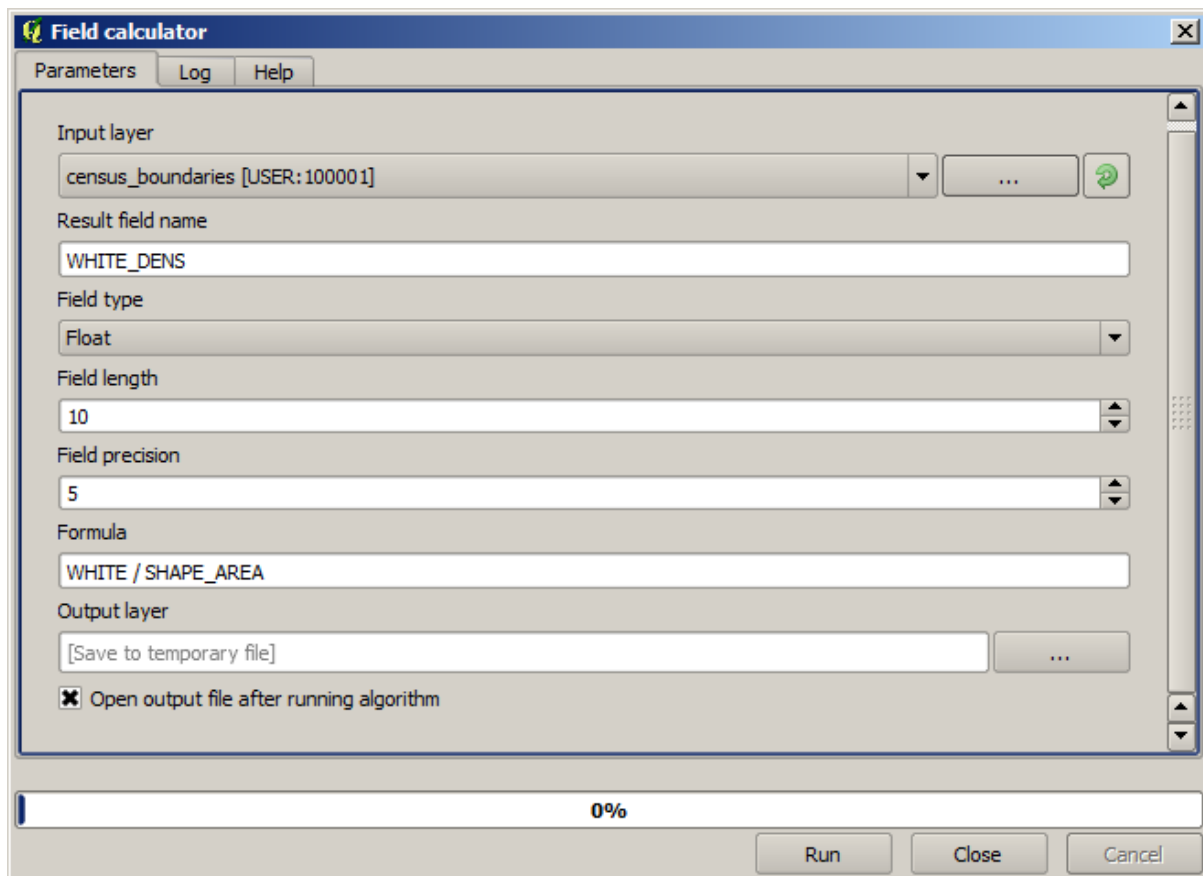 Field calculator
Parameters Log Help
Input layer
census_boundaries [USER:100001] ...
Result field name
WHITE_DENS
Field type
Float
Field length
10
Field precision
5
Formula
WHITE / SHAPE_AREA
Output layer
[Save to temporary file] ...
Open output file after running algorithm
0%
Run Close Cancel